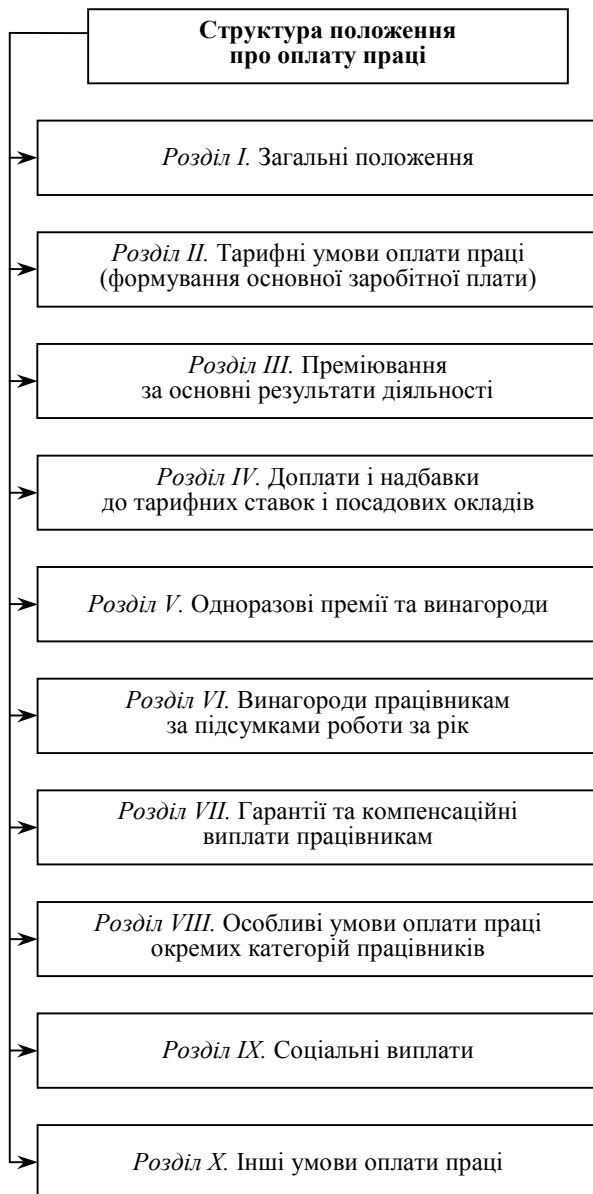 Структура положення
про оплату праці
Розділ I. Загальні положення
Розділ II. Тарифні умови оплати праці
(формування основної заробітної плати)
Розділ III. Преміювання
за основні результати діяльності
Розділ IV. Доплати і надбавки
до тарифних ставок і посадових окладів
Розділ V. Одноразові премії та винагороди
Розділ VI. Винагороди працівникам
за підсумками роботи за рік
Розділ VII. Гарантії та компенсаційні
виплати працівникам
Розділ VIII. Особливі умови оплати праці
окремих категорій працівників
Розділ IX. Соціальні виплати
Розділ X. Інші умови оплати праці